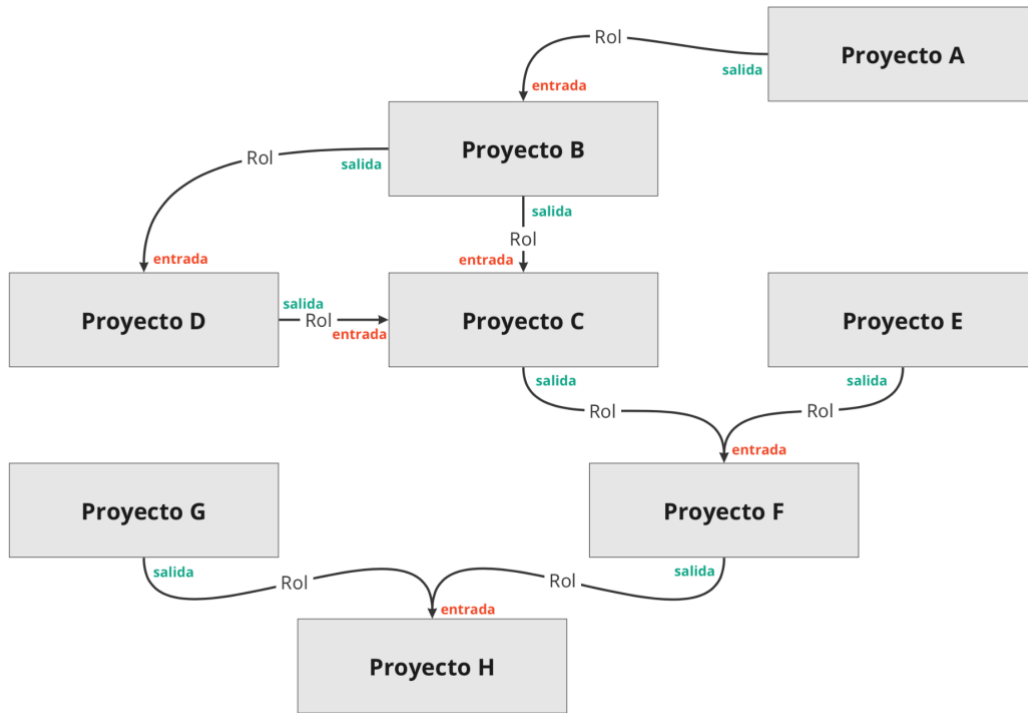 Rol
Proyecto A
salida
entrada
Proyecto B
Rol
salida
salida
Rol
entrada
entrada
Proyecto D
salida
Rol
entrada
Proyecto C
Proyecto E
salida
salida
Rol
Rol
entrada
Proyecto G
Proyecto F
salida
salida
Rol
Rol
entrada
Proyecto H